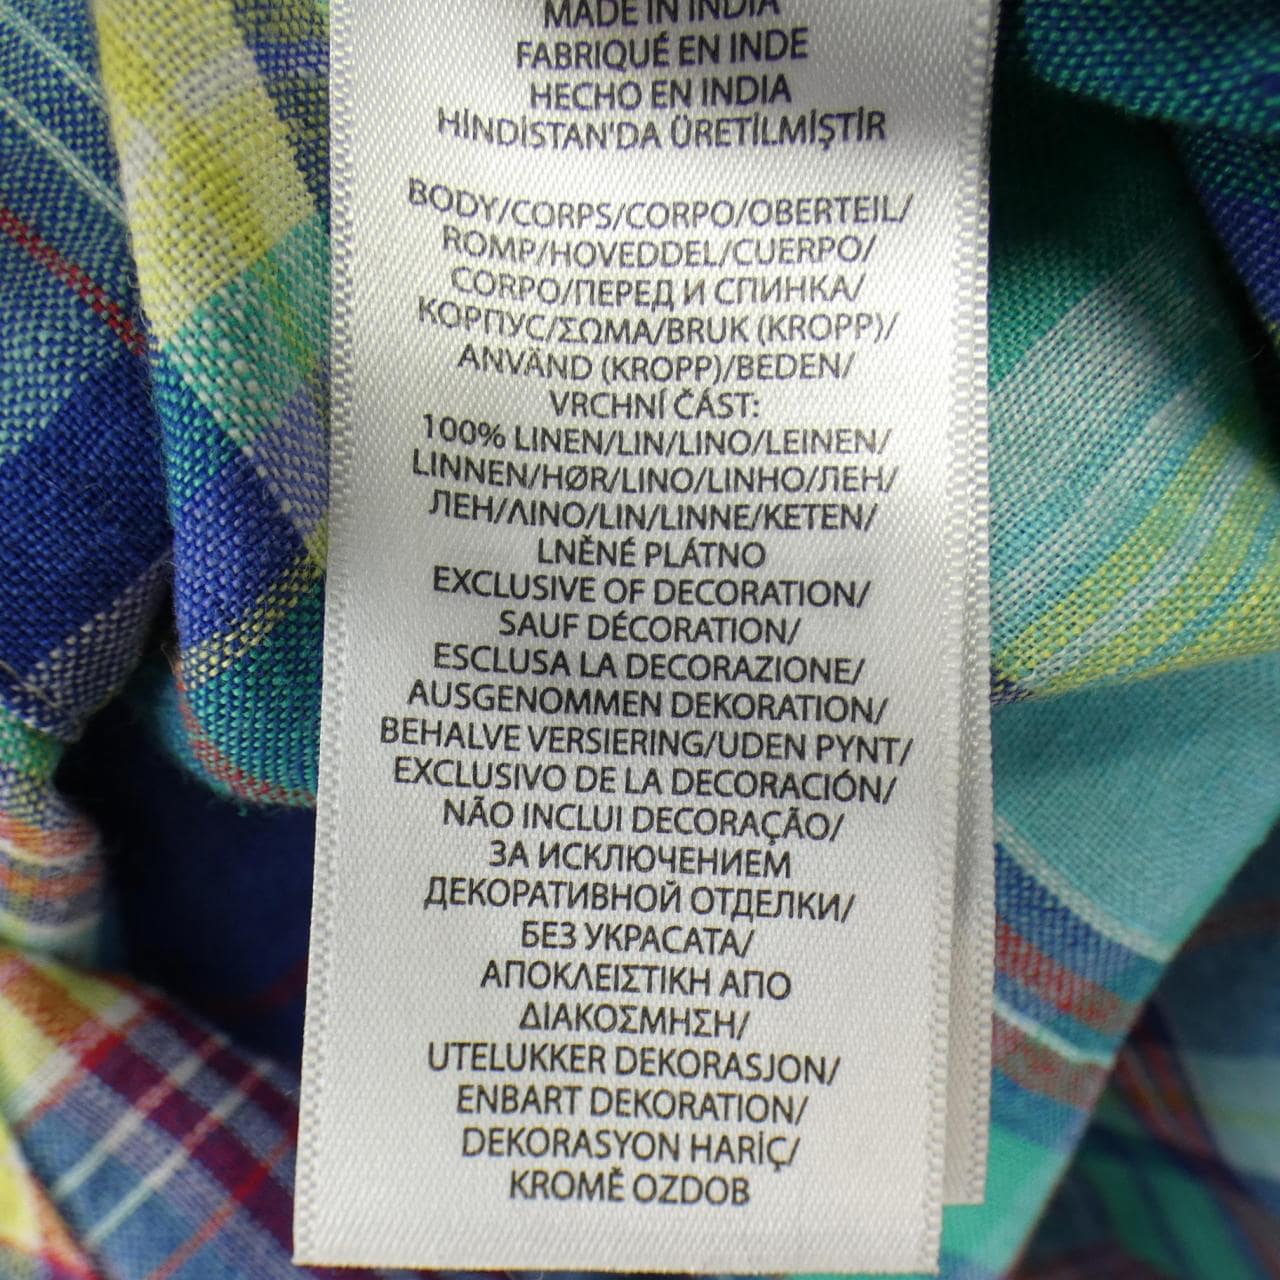 MADE IN INDIA
FABRIQUÉ EN INDE
HECHO EN INDIA
HİNDİSTAN'DA ÜRETİLMİŞTİR
BODY/CORPS/CORPO/OBERTEIL/
ROMP/HOVEDDEL/CUERPO/
CORPO/ПЕРЕД И СПИНКА/
КОРПУС/ΣΩΜΑ/BRUK (KROPP)/
ANVÄND (KROPP)/BEDEN/
VRCHNÍ ČÁST:
100% LINEN/LIN/LINO/LEINEN/
LINNEN/HØR/LINO/LINHO/ЛЕН/
ЛЕН/ΛΙΝΟ/LIN/LINNE/KETEN/
LNĚNÉ PLÁTNO
EXCLUSIVE OF DECORATION/
SAUF DÉCORATION/
ESCLUSA LA DECORAZIONE/
AUSGENOMMEN DEKORATION/
BEHALVE VERSIERING/UDEN PYNT/
EXCLUSIVO DE LA DECORACIÓN/
NÃO INCLUI DECORAÇÃO/
ЗА ИСКЛЮЧЕНИЕМ
ДЕКОРАТИВНОЙ ОТДЕЛКИ/
БЕЗ УКРАСАТА/
ΑΠΟΚΛΕΙΣΤΙΚΗ ΑΠΟ
ΔΙΑΚΟΣΜΗΣΗ/
UTELUKKER DEKORASJON/
ENBART DEKORATION/
DEKORASYON HARİÇ/
KROMĚ OZDOB